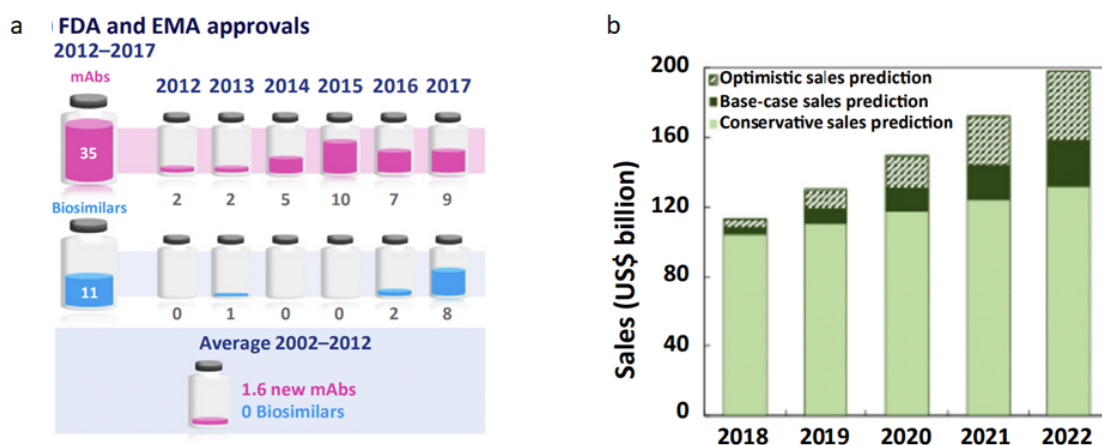 a ) FDA and EMA approvals
2012–2017
mAbs 2012 2013 2014 2015 2016 2017
35
2 2 5 10 7 9
Biosimilars
11
0 1 0 0 2 8
Average 2002–2012
1.6 new mAbs
0 Biosimilars
b
Optimistic sales prediction
Base-case sales prediction
Conservative sales prediction
Sales (US$ billion)
200
160
120
80
40
0
2018 2019 2020 2021 2022